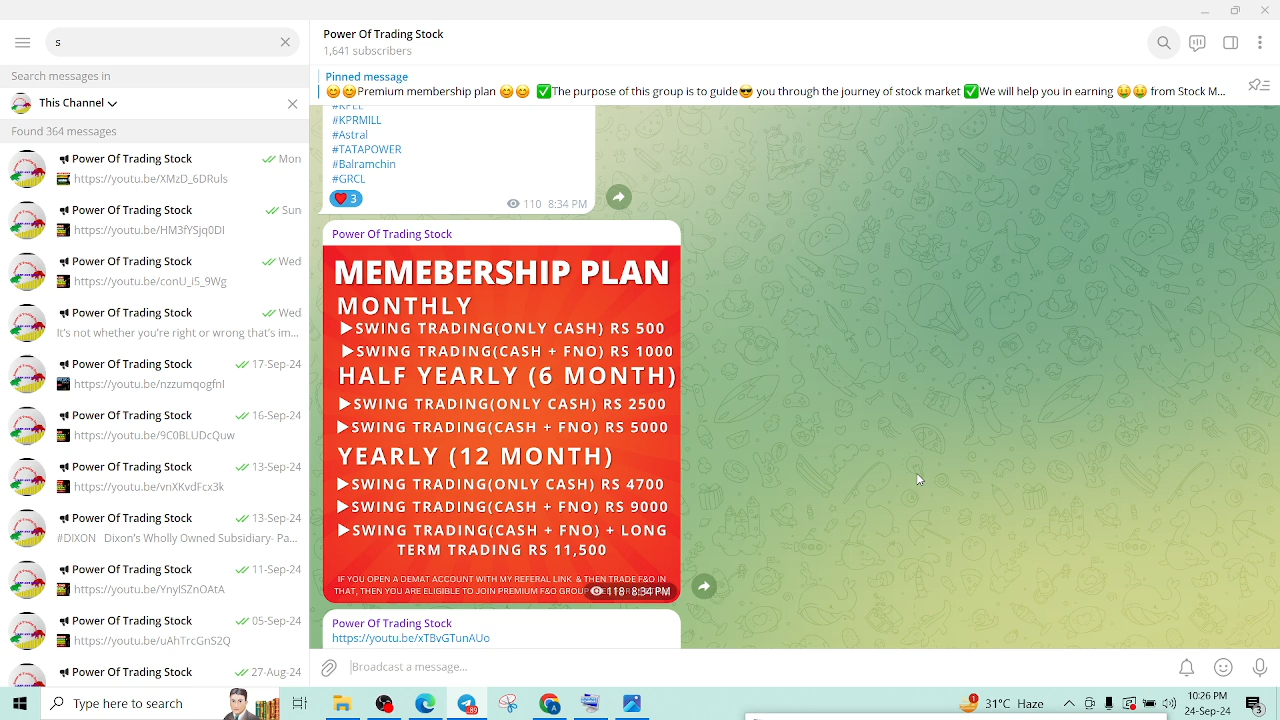 s
Search messages in
This Channel
Found 364 messages
Power Of Trading Stock Mon
https://youtu.be/XMzD_6DRuls
Power Of Trading Stock Sun
https://youtu.be/HM3fYSjq0DI
Power Of Trading Stock Wed
https://youtu.be/conU_i5_9Wg
Power Of Trading Stock Wed
It's not whether you're right or wrong that's im...
Power Of Trading Stock 17-Sep-24
https://youtu.be/nzzumqogfnI
Power Of Trading Stock 16-Sep-24
https://youtu.be/9C0BLUDcQuw
Power Of Trading Stock 13-Sep-24
https://youtu.be/vnXKvdFcx3k
Power Of Trading Stock 13-Sep-24
#DIXON Dixon's Wholly Owned Subsidiary- Pa...
Power Of Trading Stock 11-Sep-24
https://youtu.be/YnyISZnOAtA
Power Of Trading Stock 05-Sep-24
https://youtu.be/uAhTrcGnS2Q
Power Of Trading Stock 27-Aug-24
Power Of Trading Stock
1,641 subscribers
Pinned message
😊😊Premium membership plan 😊😊 ✅The purpose of this group is to guide😎 you through the journey of stock market ✅We will help you in earning 🤑🤑 from Stock M...
#KPRMILL
#Astral
#TATAPOWER
#Balramchin
#GRCL
❤ 3 110 8:34 PM
Power Of Trading Stock
MEMEBERSHIP PLAN
MONTHLY
▶SWING TRADING(ONLY CASH) RS 500
▶SWING TRADING(CASH + FNO) RS 1000
HALF YEARLY (6 MONTH)
▶SWING TRADING(ONLY CASH) RS 2500
▶SWING TRADING(CASH + FNO) RS 5000
YEARLY (12 MONTH)
▶SWING TRADING(ONLY CASH) RS 4700
▶SWING TRADING(CASH + FNO) RS 9000
▶SWING TRADING(CASH + FNO) + LONG
TERM TRADING RS 11,500
IF YOU OPEN A DEMAT ACCOUNT WITH MY REFERAL LINK & THEN TRADE F&O IN
THAT, THEN YOU ARE ELIGIBLE TO JOIN PREMIUM F&O GROUP
118 8:34 PM
Power Of Trading Stock
https://youtu.be/xTBvGTunAUo
Broadcast a message...
Type here to search
89
1
31°C Haze
10:26 PM
24-Sep-24
3